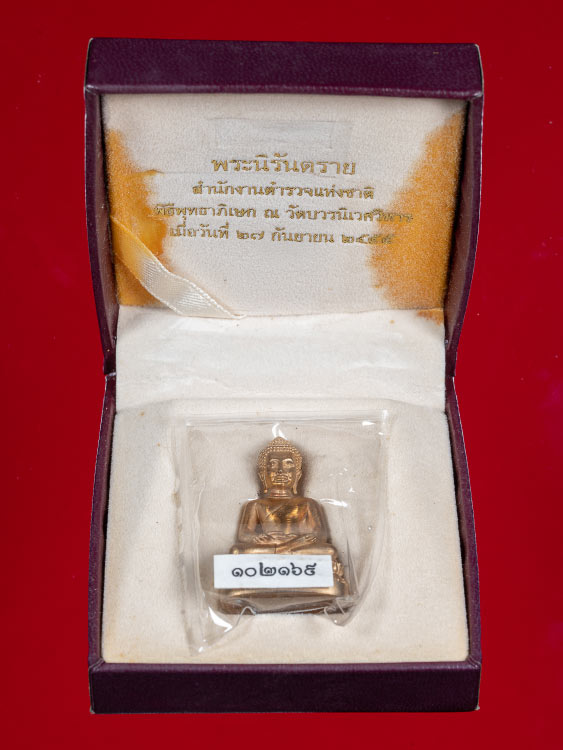 พระนิรันตราย
สำนักงานตำรวจแห่งชาติ
พิธีพุทธาภิเษก ณ วัดบวรนิเวศวิหาร
เมื่อวันที่ ๒๗ กันยายน
๑๐๒๑๖๕